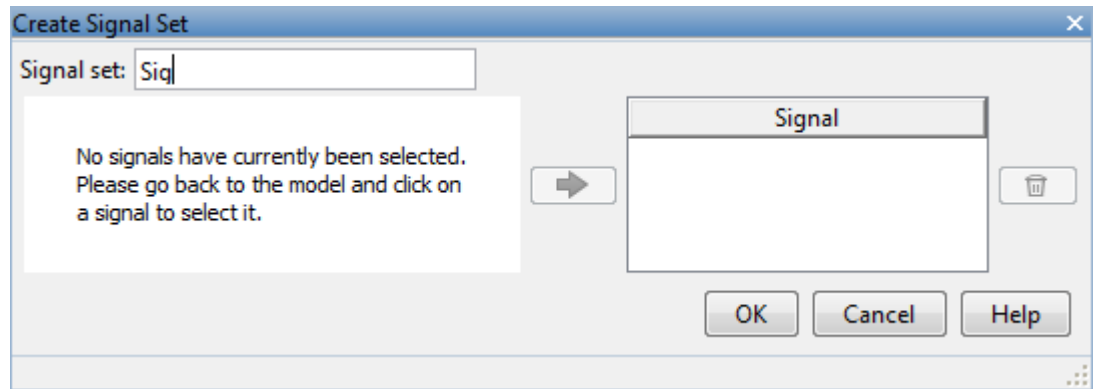 Create Signal Set
Signal set: Sig
Signal
No signals have currently been selected.
Please go back to the model and click on
a signal to select it.
OK Cancel Help